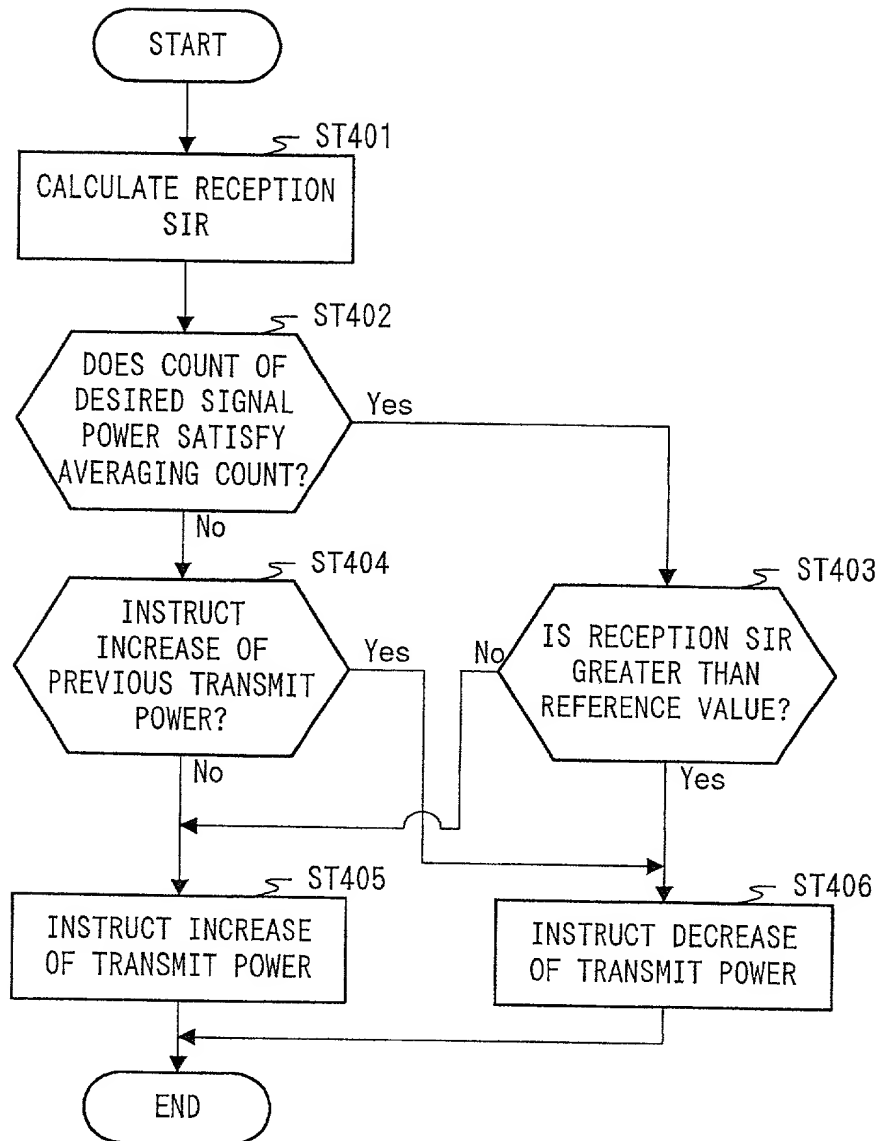 START
ST401
CALCULATE RECEPTION
SIR
ST402
DOES COUNT OF
DESIRED SIGNAL
POWER SATISFY
AVERAGING COUNT?
Yes
No
ST404
INSTRUCT
INCREASE OF
PREVIOUS TRANSMIT
POWER?
Yes
No
ST403
IS RECEPTION SIR
GREATER THAN
REFERENCE VALUE?
No
Yes
ST405
INSTRUCT INCREASE
OF TRANSMIT POWER
ST406
INSTRUCT DECREASE
OF TRANSMIT POWER
END